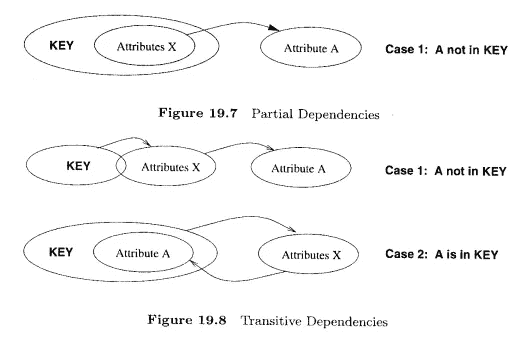 KEY Attributes X Attribute A Case 1: A not in KEY
Figure 19.7 Partial Dependencies
KEY Attributes X Attribute A Case 1: A not in KEY
KEY Attribute A Attributes X Case 2: A is in KEY
Figure 19.8 Transitive Dependencies